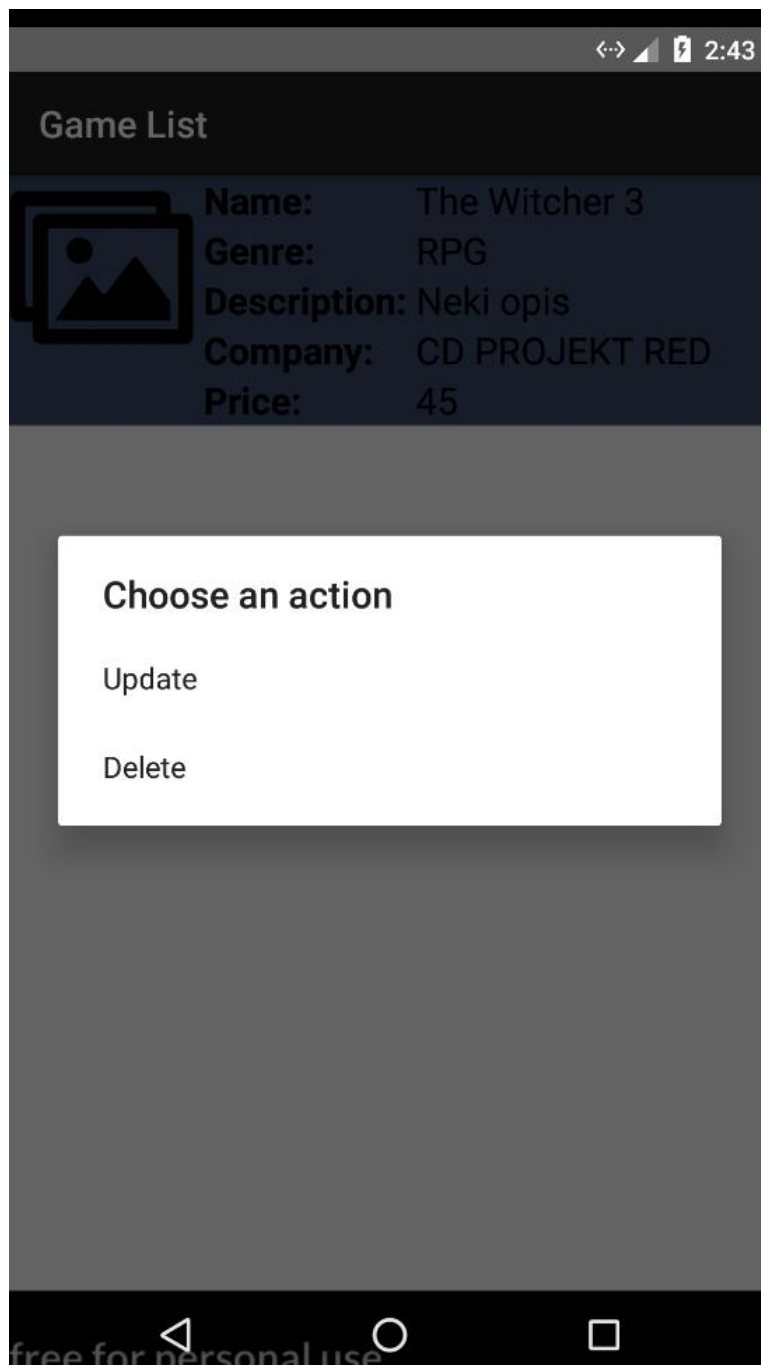 2:43
Game List
Name: The Witcher 3
Genre: RPG
Description: Neki opis
Company: CD PROJEKT RED
Price: 45
Choose an action
Update
Delete
free for personal use